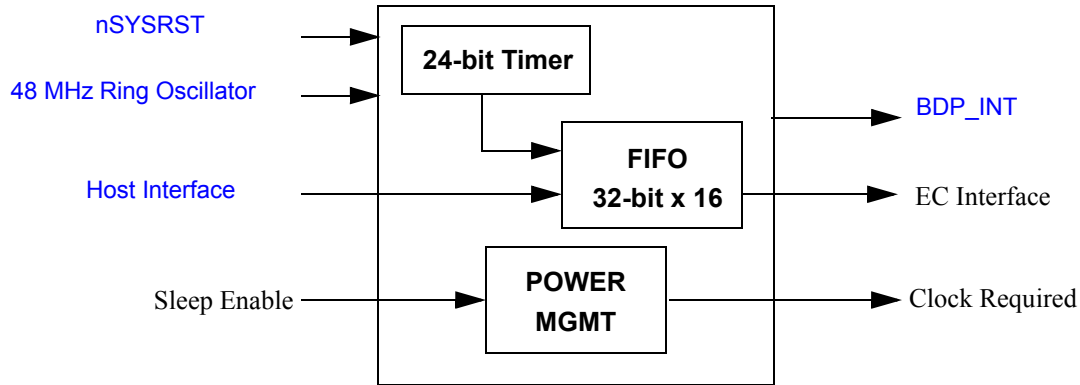 nSYSRST
24-bit Timer
48 MHz Ring Oscillator
BDP_INT
FIFO
32-bit x 16
Host Interface
EC Interface
POWER
MGMT
Sleep Enable
Clock Required